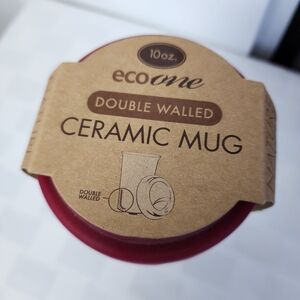 10oz.
ecoone
DOUBLE WALLED
CERAMIC MUG
DOUBLE
WALLED